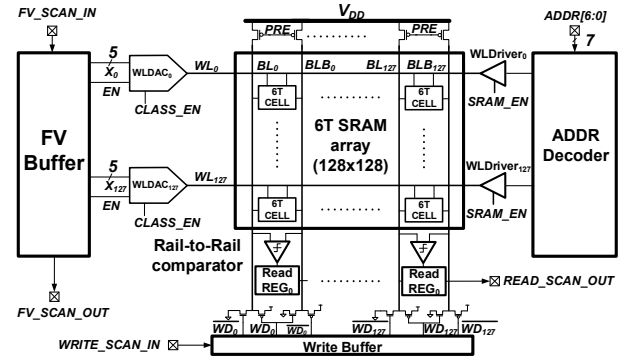 FV_SCAN_IN
V_DD
ADDR[6:0]
PRE
PRE
5
X_0
EN
WLDAC_0
CLASS_EN
WL_0
BL_0
BLB_0
BL_127
BLB_127
WLDriver_0
SRAM_EN
7
6T
CELL
6T
CELL
FV
Buffer
6T SRAM
array
(128x128)
ADDR
Decoder
5
X_127
EN
WLDAC_127
CLASS_EN
WL_127
WLDriver_127
SRAM_EN
6T
CELL
6T
CELL
Rail-to-Rail
comparator
Read
REG_0
Read
REG_0
READ_SCAN_OUT
FV_SCAN_OUT
WD_0
WD_0
WD_0
WD_127
WD_127
WD_127
WRITE_SCAN_IN
Write Buffer